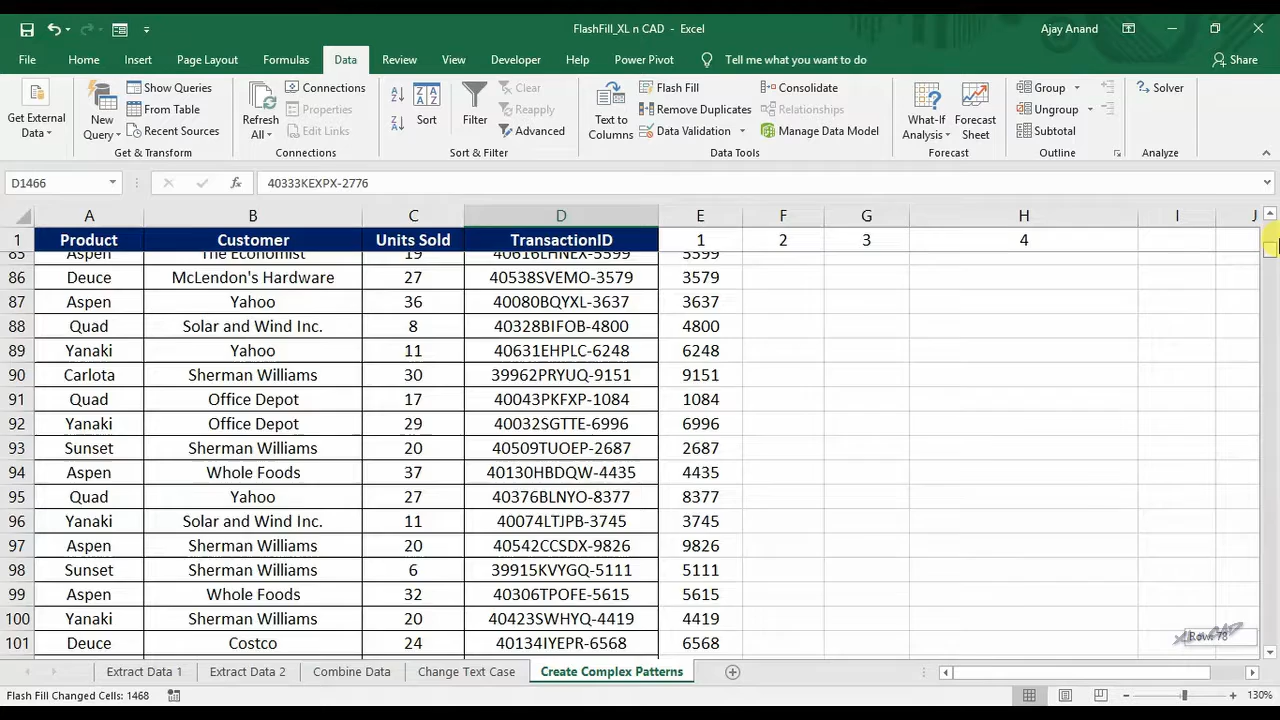 FlashFill_XL n CAD - Excel
Ajay Anand
File Home Insert Page Layout Formulas Data Review View Developer Help Power Pivot Tell me what you want to do Share
Get External Data
New Query
Show Queries
From Table
Recent Sources
Get & Transform
Refresh All
Connections
Properties
Edit Links
Connections
Sort
Filter
Clear
Reapply
Advanced
Sort & Filter
Text to Columns
Flash Fill
Remove Duplicates
Data Validation
Consolidate
Relationships
Manage Data Model
Data Tools
What-If Analysis
Forecast Sheet
Forecast
Group
Ungroup
Subtotal
Outline
Solver
Analyze
D1466 fx 40333KEXPX-2776
A B C D E F G H I J
1 Product Customer Units Sold TransactionID 1 2 3 4
85 Aspen The Economist 19 40616LHNEX-5599 5599
86 Deuce McLendon's Hardware 27 40538SVEMO-3579 3579
87 Aspen Yahoo 36 40080BQYXL-3637 3637
88 Quad Solar and Wind Inc. 8 40328BIFOB-4800 4800
89 Yanaki Yahoo 11 40631EHPLC-6248 6248
90 Carlota Sherman Williams 30 39962PRYUQ-9151 9151
91 Quad Office Depot 17 40043PKFXP-1084 1084
92 Yanaki Office Depot 29 40032SGTTE-6996 6996
93 Sunset Sherman Williams 20 40509TUOEP-2687 2687
94 Aspen Whole Foods 37 40130HBDQW-4435 4435
95 Quad Yahoo 27 40376BLNYO-8377 8377
96 Yanaki Solar and Wind Inc. 11 40074LTJPB-3745 3745
97 Aspen Sherman Williams 20 40542CCSDX-9826 9826
98 Sunset Sherman Williams 6 39915KVYGQ-5111 5111
99 Aspen Whole Foods 32 40306TPOFE-5615 5615
100 Yanaki Sherman Williams 20 40423SWHYQ-4419 4419
101 Deuce Costco 24 40134IYEPR-6568 6568
Row: 78
Extract Data 1 Extract Data 2 Combine Data Change Text Case Create Complex Patterns
Flash Fill Changed Cells: 1468
130%